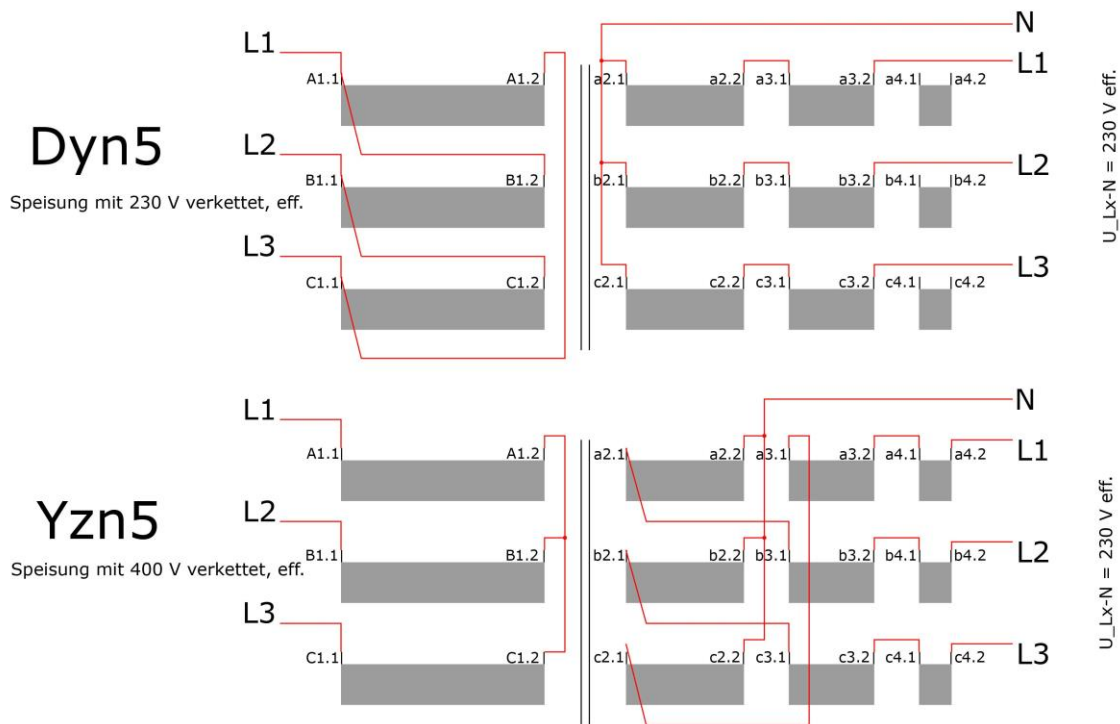 N
L1
A1.1 A1.2 a2.1 a2.2 a3.1 a3.2 a4.1 a4.2 L1
Dyn5
L2
B1.1 B1.2 b2.1 b2.2 b3.1 b3.2 b4.1 b4.2 L2
Speisung mit 230 V verkettet, eff.
L3
C1.1 C1.2 c2.1 c2.2 c3.1 c3.2 c4.1 c4.2 L3
U_Lx-N = 230 V eff.
N
L1
A1.1 A1.2 a2.1 a2.2 a3.1 a3.2 a4.1 a4.2 L1
Yzn5
L2
B1.1 B1.2 b2.1 b2.2 b3.1 b3.2 b4.1 b4.2 L2
Speisung mit 400 V verkettet, eff.
L3
C1.1 C1.2 c2.1 c2.2 c3.1 c3.2 c4.1 c4.2 L3
U_Lx-N = 230 V eff.